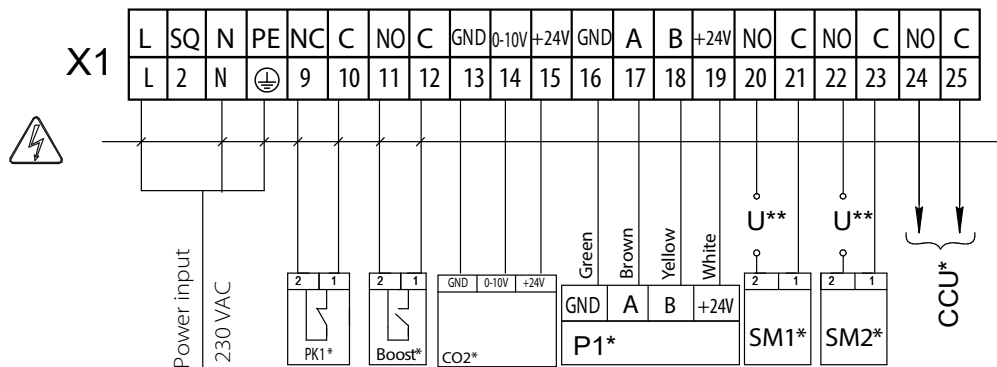 X1
L SQ N PE NC C NO C GND 0-10V +24V GND A B +24V NO C NO C NO C
L 2 N 9 10 11 12 13 14 15 16 17 18 19 20 21 22 23 24 25
Power input
230 VAC
Green
Brown
Yellow
White
U**
U**
2 1
PK1*
2 1
Boost*
GND 0-10V +24V
CO2*
GND A B +24V
P1*
2 1
SM1*
2 1
SM2*
CCU*